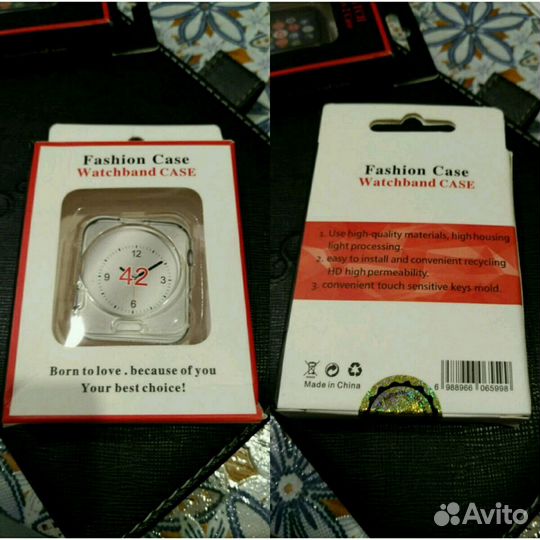 Fashion Case
Watchband CASE
12
9
3
6
42
Born to love . because of you
Your best choice!
Fashion Case
Watchband CASE
1. Use high-quality materials, high housing
light processing.
2. easy to install and convenient recycling
HD high permeability.
3. convenient touch sensitive keys mold.
Made in China
6 988966 065998
Avito